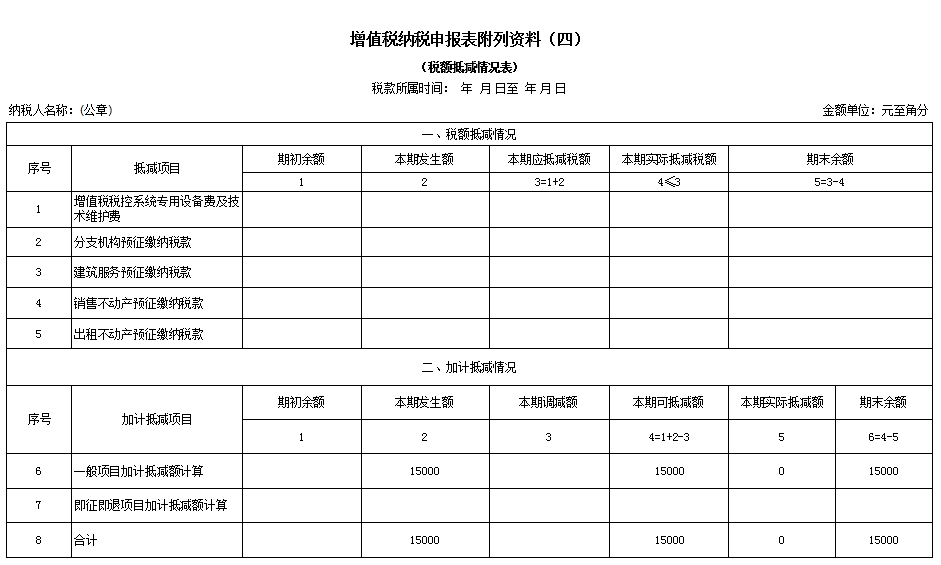 增值税纳税申报表附列资料（四）
（税额抵减情况表）
税款所属时间： 年 月 日至 年 月 日
纳税人名称：（公章） 金额单位：元至角分
一、税额抵减情况
序号 抵减项目 期初余额 本期发生额 本期应抵减税额 本期实际抵减税额 期末余额
1 2 3=1+2 4≤3 5=3-4
1 增值税税控系统专用设备费及技
术维护费
2 分支机构预征缴纳税款
3 建筑服务预征缴纳税款
4 销售不动产预征缴纳税款
5 出租不动产预征缴纳税款
二、加计抵减情况
序号 加计抵减项目 期初余额 本期发生额 本期调减额 本期可抵减额 本期实际抵减额 期末余额
1 2 3 4=1+2-3 5 6=4-5
6 一般项目加计抵减额计算 15000 15000 0 15000
7 即征即退项目加计抵减额计算
8 合计 15000 15000 0 15000